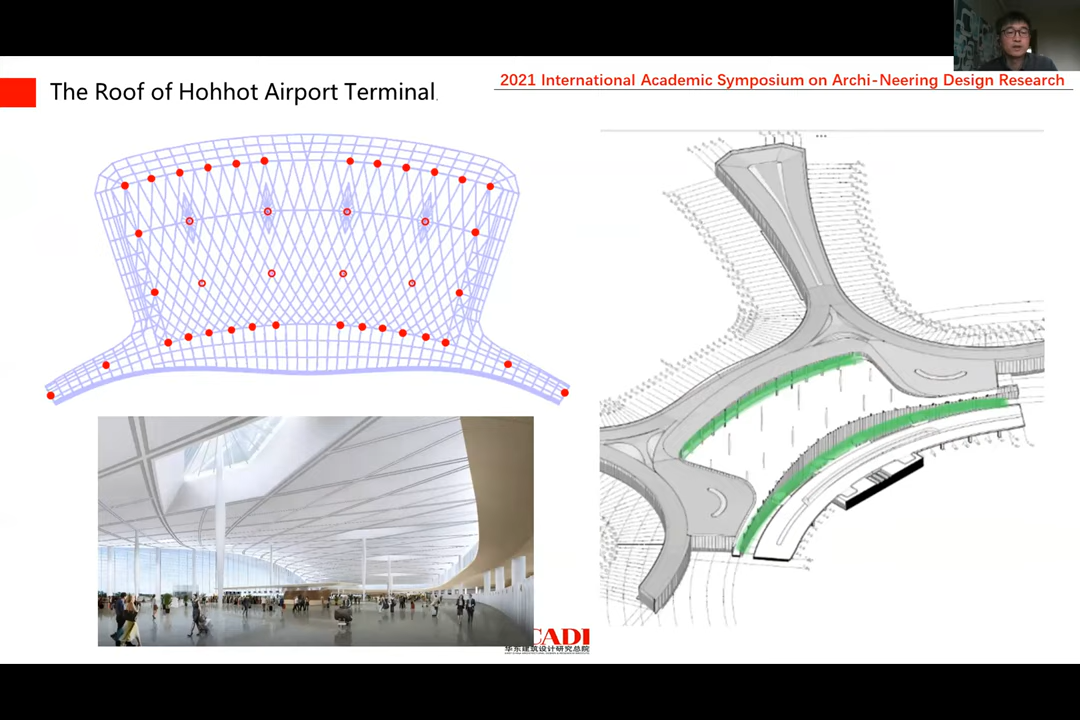 The Roof of Hohhot Airport Terminal.
2021 International Academic Symposium on Archi-Neering Design Research
CADI
华东建筑设计研究总院